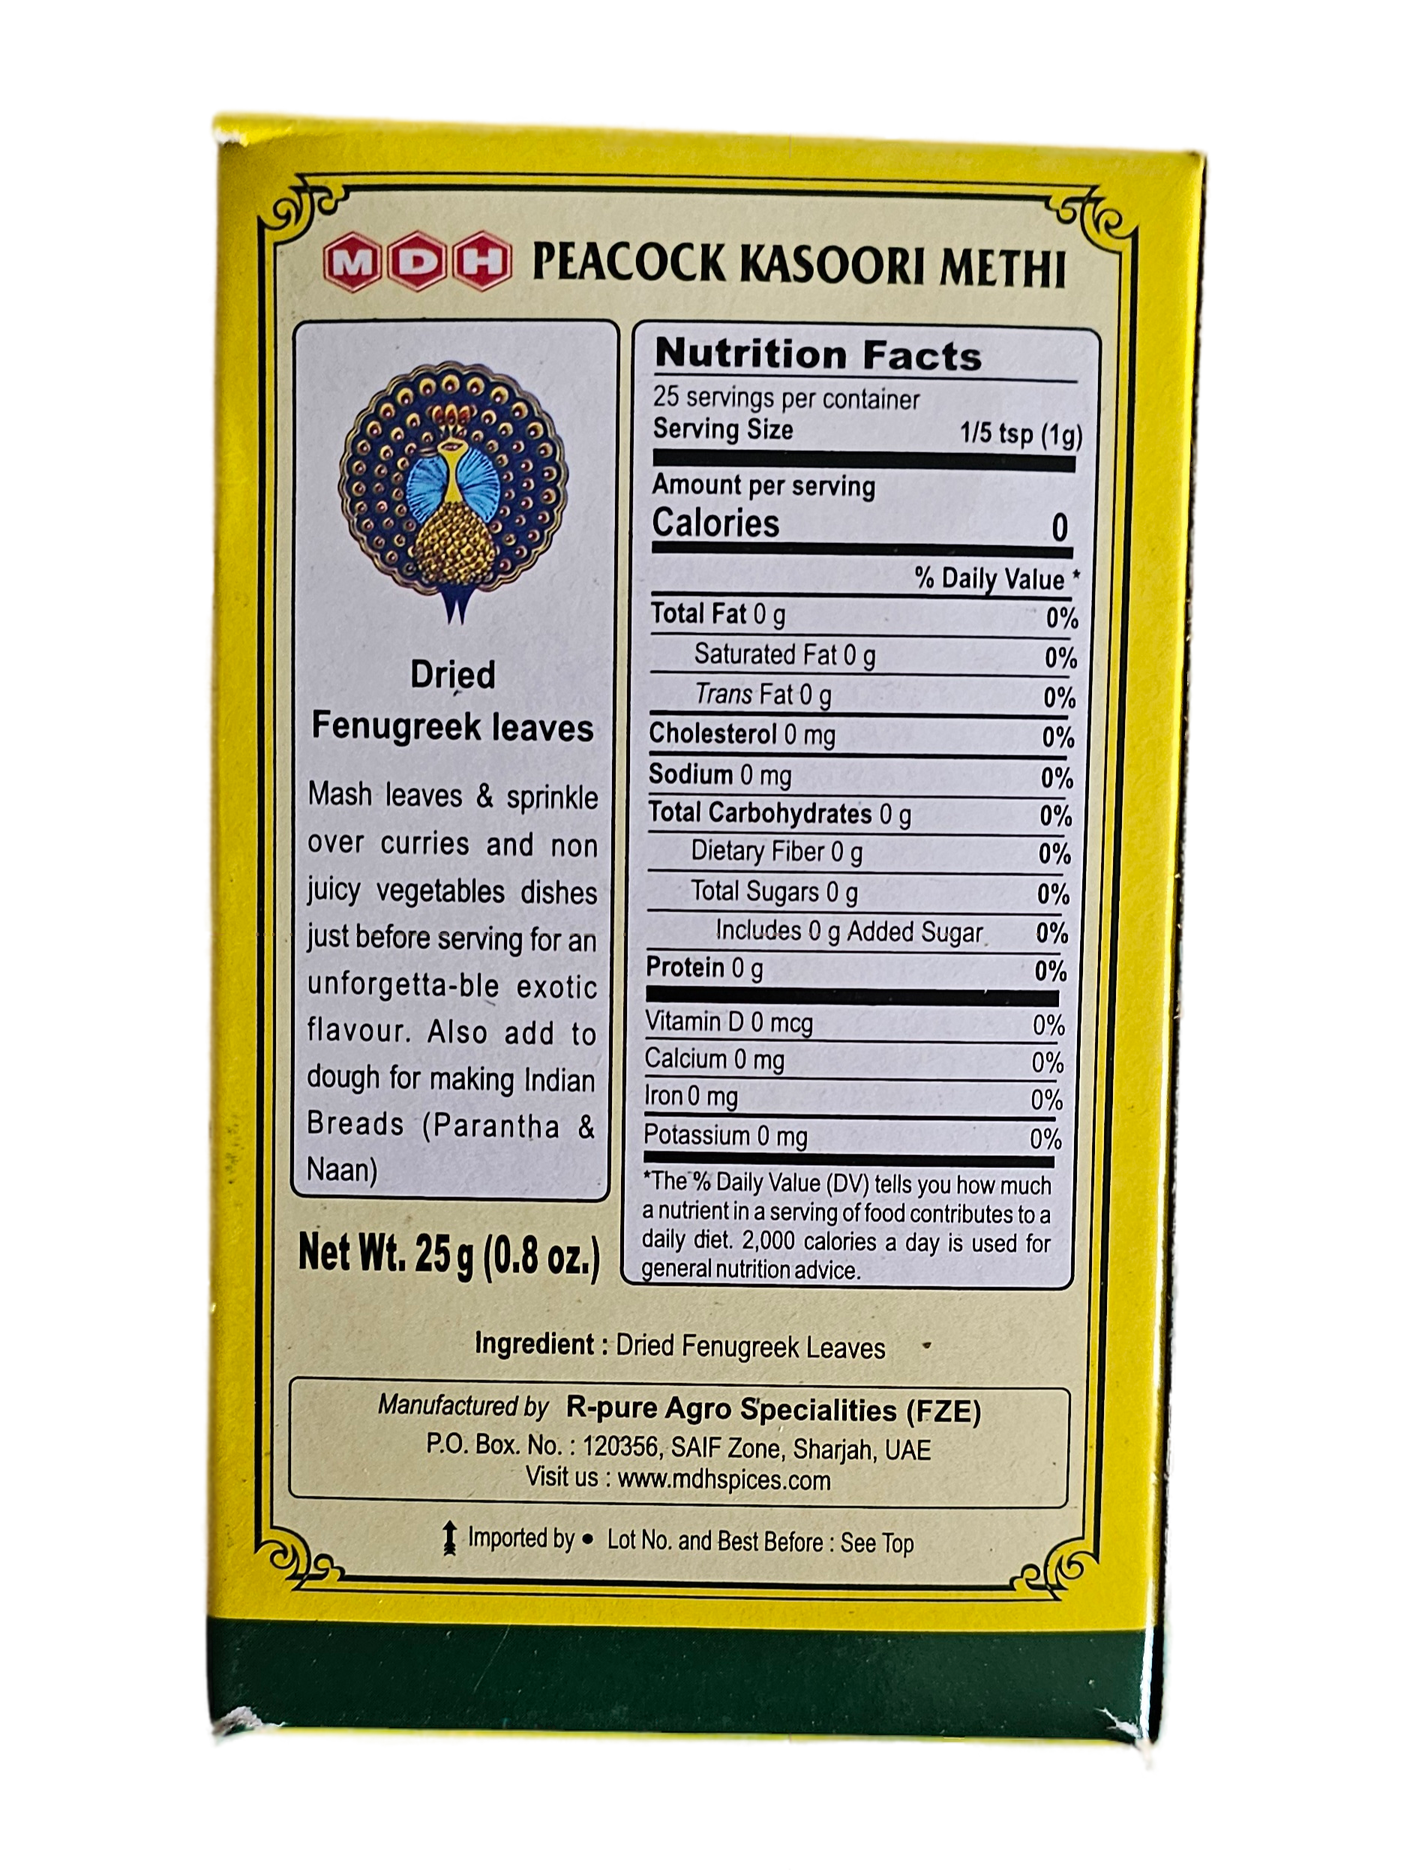 MDH PEACOCK KASOORI METHI
Dried
Fenugreek leaves
Mash leaves & sprinkle
over curries and non
juicy vegetables dishes
just before serving for an
unforgetta-ble exotic
flavour. Also add to
dough for making Indian
Breads (Parantha &
Naan)
Net Wt. 25 g (0.8 oz.)
Nutrition Facts
25 servings per container
Serving Size 1/5 tsp (1g)
Amount per serving
Calories 0
% Daily Value *
Total Fat 0 g 0%
Saturated Fat 0 g 0%
Trans Fat 0 g 0%
Cholesterol 0 mg 0%
Sodium 0 mg 0%
Total Carbohydrates 0 g 0%
Dietary Fiber 0 g 0%
Total Sugars 0 g 0%
Includes 0 g Added Sugar 0%
Protein 0 g 0%
Vitamin D 0 mcg 0%
Calcium 0 mg 0%
Iron 0 mg 0%
Potassium 0 mg 0%
*The % Daily Value (DV) tells you how much
a nutrient in a serving of food contributes to a
daily diet. 2,000 calories a day is used for
general nutrition advice.
Ingredient : Dried Fenugreek Leaves
Manufactured by R-pure Agro Specialities (FZE)
P.O. Box. No. : 120356, SAIF Zone, Sharjah, UAE
Visit us : www.mdhspices.com
Imported by ● Lot No. and Best Before : See Top